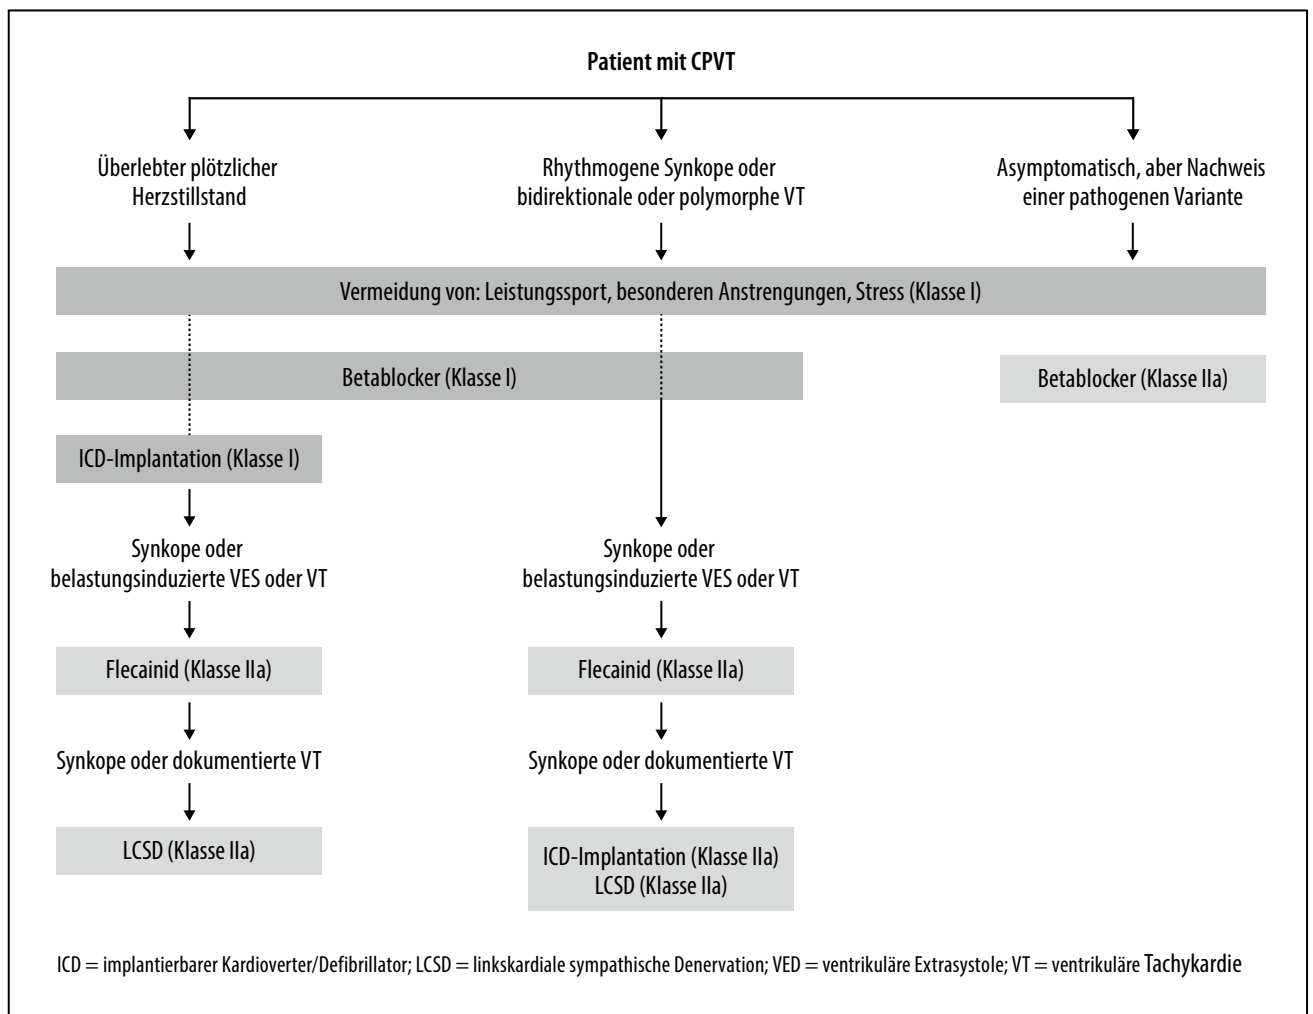 Patient mit CPVT
Überlebter plötzlicher
Herzstillstand
Rhythmogene Synkope oder
bidirektionale oder polymorphe VT
Asymptomatisch, aber Nachweis
einer pathogenen Variante
Vermeidung von: Leistungssport, besonderen Anstrengungen, Stress (Klasse I)
Betablocker (Klasse I)
Betablocker (Klasse IIa)
ICD-Implantation (Klasse I)
Synkope oder
belastungsinduzierte VES oder VT
Synkope oder
belastungsinduzierte VES oder VT
Flecainid (Klasse IIa)
Flecainid (Klasse IIa)
Synkope oder dokumentierte VT
Synkope oder dokumentierte VT
LCSD (Klasse IIa)
ICD-Implantation (Klasse IIa)
LCSD (Klasse IIa)
ICD = implantierbarer Kardioverter/Defibrillator; LCSD = linkskardiale sympathische Denervation; VED = ventrikuläre Extrasystole; VT = ventrikuläre Tachykardie